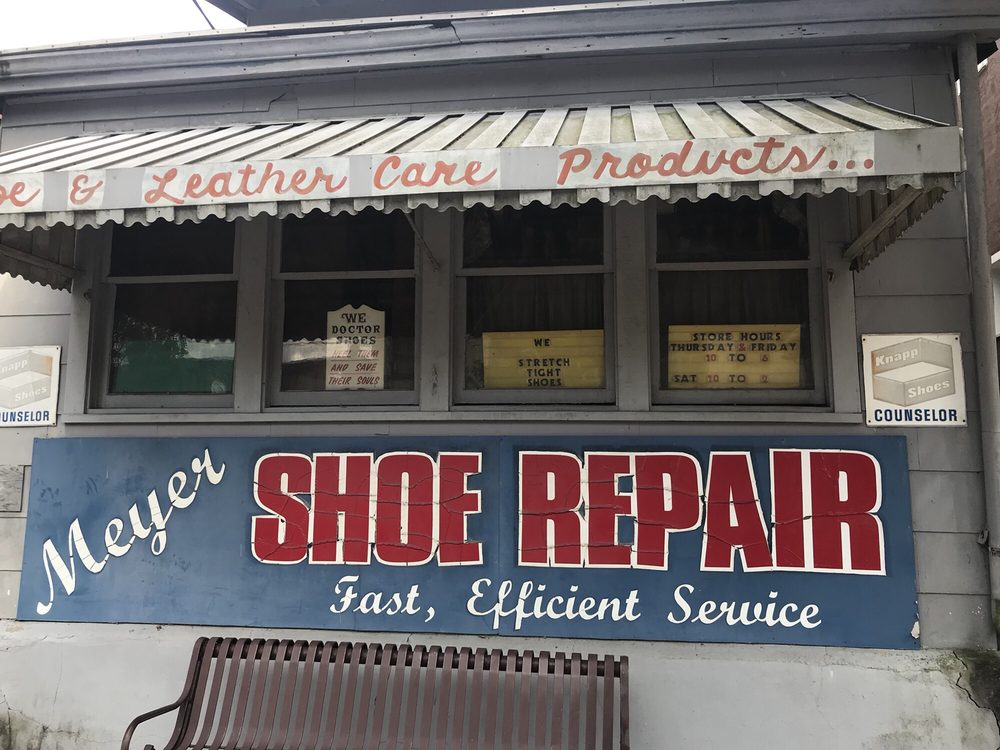 & Leather Care Products...
WE
DOCTOR
SHOES
HEEL THEM
AND SAVE
THEIR SOULS
WE
STRETCH
TIGHT
SHOES
STORE HOURS
THURSDAY & FRIDAY
10 TO 6
SAT 10 TO 2
Knapp
Shoes
COUNSELOR
Knapp
Shoes
COUNSELOR
Meyer SHOE REPAIR
Fast, Efficient Service